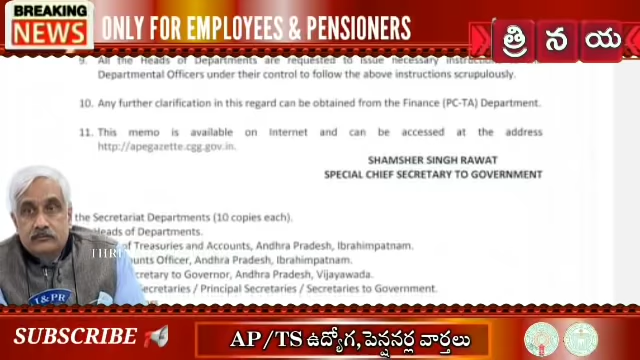 BREAKING
NEWS
ONLY FOR EMPLOYEES & PENSIONERS
త్రి న య
9. All the Heads of Departments are requested to issue necessary
Departmental Officers under their control to follow the above instructions scrupulously.
10. Any further clarification in this regard can be obtained from the Finance (PC-TA) Department.
11. This memo is available on Internet and can be accessed at the address
http://apegazette.cgg.gov.in.
SHAMSHER SINGH RAWAT
SPECIAL CHIEF SECRETARY TO GOVERNMENT
the Secretariat Departments (10 copies each).
Heads of Departments.
of Treasuries and Accounts, Andhra Pradesh, Ibrahimpatnam.
Officer, Andhra Pradesh, Ibrahimpatnam.
to Governor, Andhra Pradesh, Vijayawada.
Secretaries / Principal Secretaries / Secretaries to Government.
I & PR
SUBSCRIBE
AP/TS ఉద్యోగ,పెన్షనర్ల వార్తలు